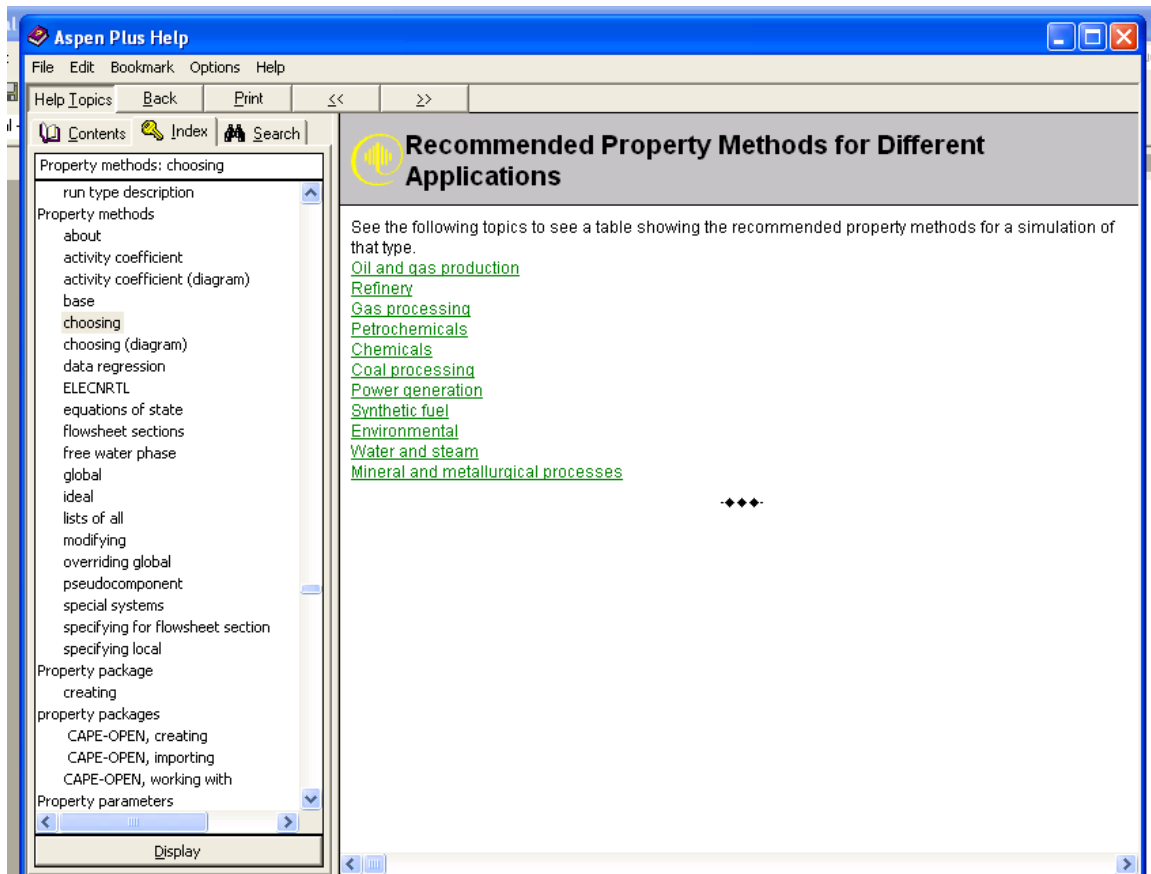 Aspen Plus Help
File Edit Bookmark Options Help
Help Topics Back Print << >>
Contents Index Search
Property methods: choosing
run type description
Property methods
about
activity coefficient
activity coefficient (diagram)
base
choosing
choosing (diagram)
data regression
ELECNRTL
equations of state
flowsheet sections
free water phase
global
ideal
lists of all
modifying
overriding global
pseudocomponent
special systems
specifying for flowsheet section
specifying local
Property package
creating
property packages
CAPE-OPEN, creating
CAPE-OPEN, importing
CAPE-OPEN, working with
Property parameters
Display
Recommended Property Methods for Different
Applications
See the following topics to see a table showing the recommended property methods for a simulation of
that type.
Oil and gas production
Refinery
Gas processing
Petrochemicals
Chemicals
Coal processing
Power generation
Synthetic fuel
Environmental
Water and steam
Mineral and metallurgical processes